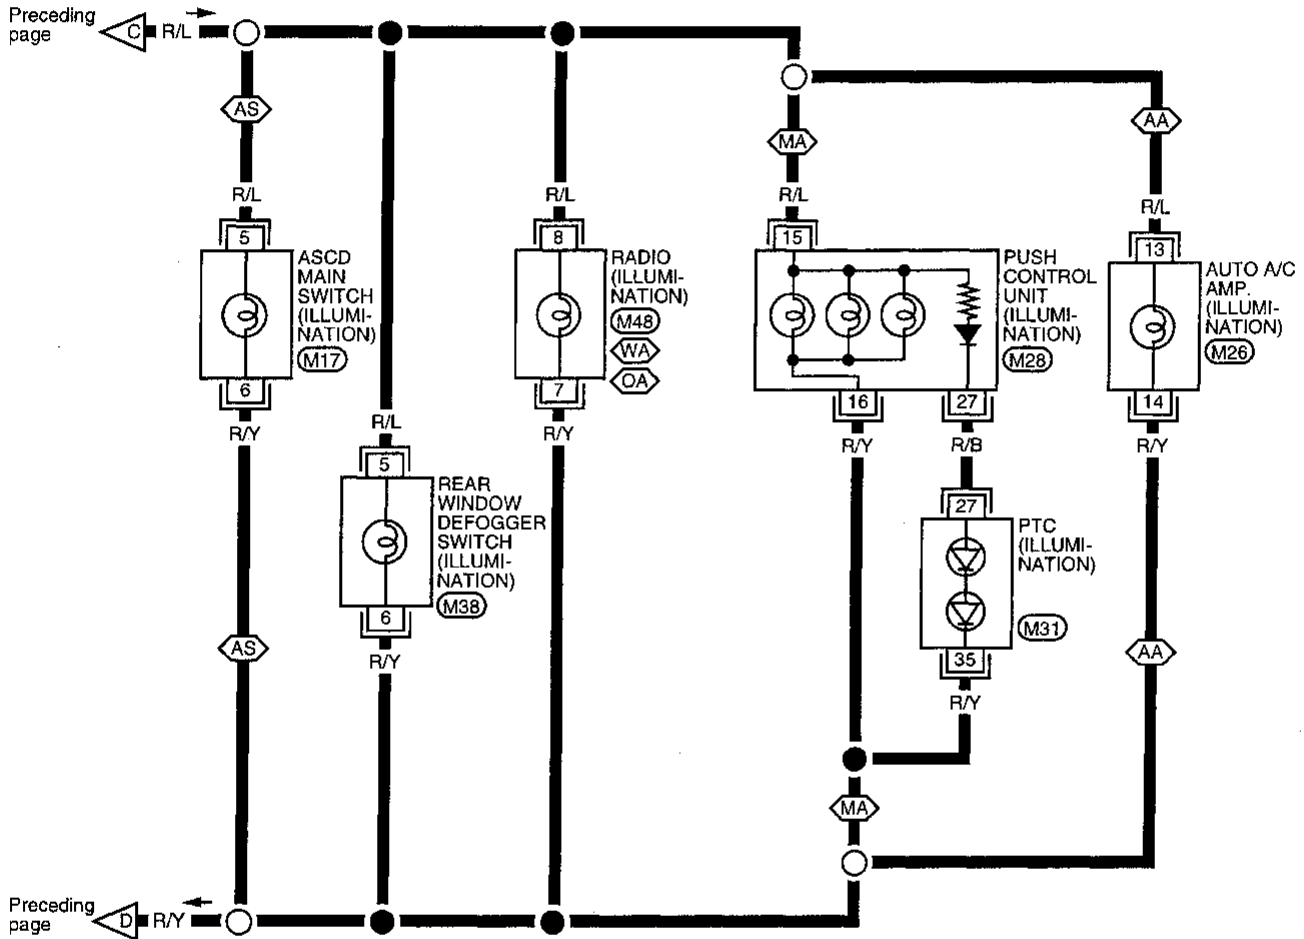 Preceding
page
C
R/L
AS
MA
AA
R/L
R/L
R/L
R/L
5
8
15
13
ASCD
MAIN
SWITCH
(ILLUMI-
NATION)
M17
RADIO
(ILLUMI-
NATION)
M48
WA
OA
PUSH
CONTROL
UNIT
(ILLUMI-
NATION)
M28
AUTO A/C
AMP.
(ILLUMI-
NATION)
M26
6
7
16
27
14
R/Y
R/L
R/Y
R/Y
R/B
R/Y
5
REAR
WINDOW
DEFOGGER
SWITCH
(ILLUMI-
NATION)
M38
27
PTC
(ILLUMI-
NATION)
M31
6
AS
R/Y
35
AA
R/Y
MA
Preceding
page
D
R/Y